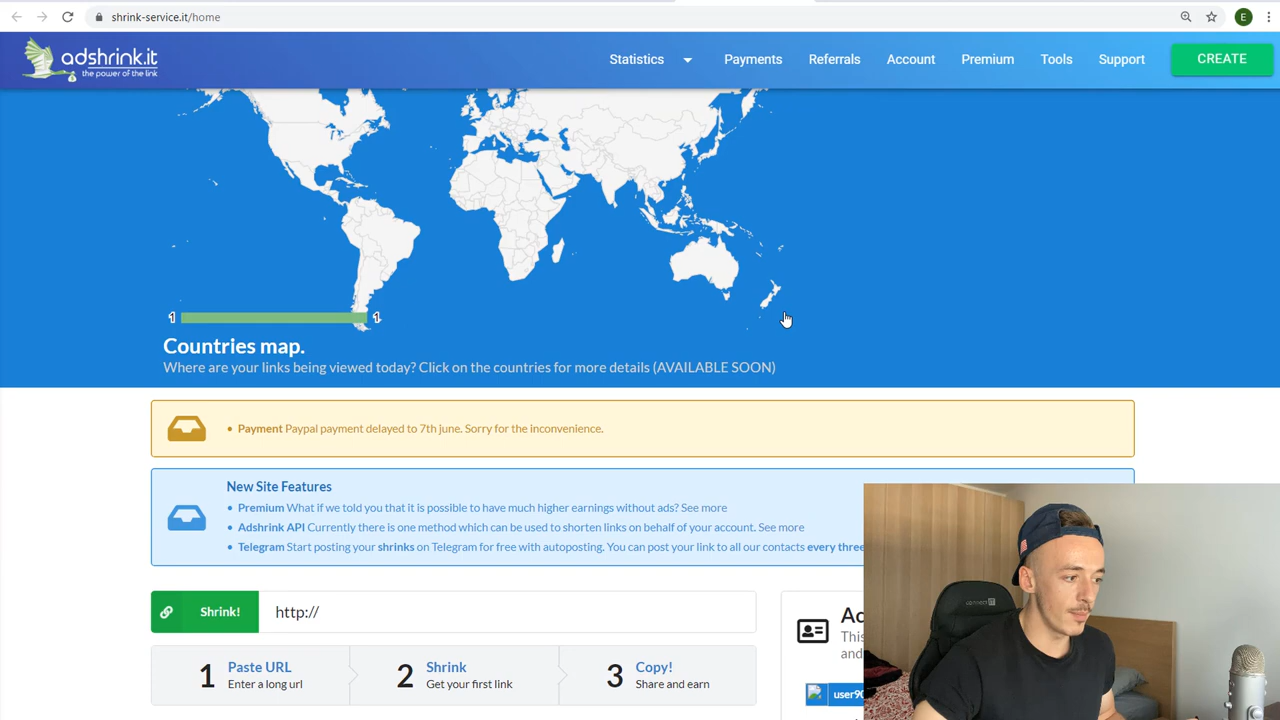 shrink-service.it/home
E
adshrink.it
the power of the link
Statistics
Payments
Referrals
Account
Premium
Tools
Support
CREATE
1
1
Countries map.
Where are your links being viewed today? Click on the countries for more details (AVAILABLE SOON)
• Payment Paypal payment delayed to 7th june. Sorry for the inconvenience.
New Site Features
• Premium What if we told you that it is possible to have much higher earnings without ads? See more
• Adshrink API Currently there is one method which can be used to shorten links on behalf of your account. See more
• Telegram Start posting your shrinks on Telegram for free with autoposting. You can post your link to all our contacts every three
Shrink!
http://
Ac
This
and
1 Paste URL
Enter a long url
2 Shrink
Get your first link
3 Copy!
Share and earn
user90